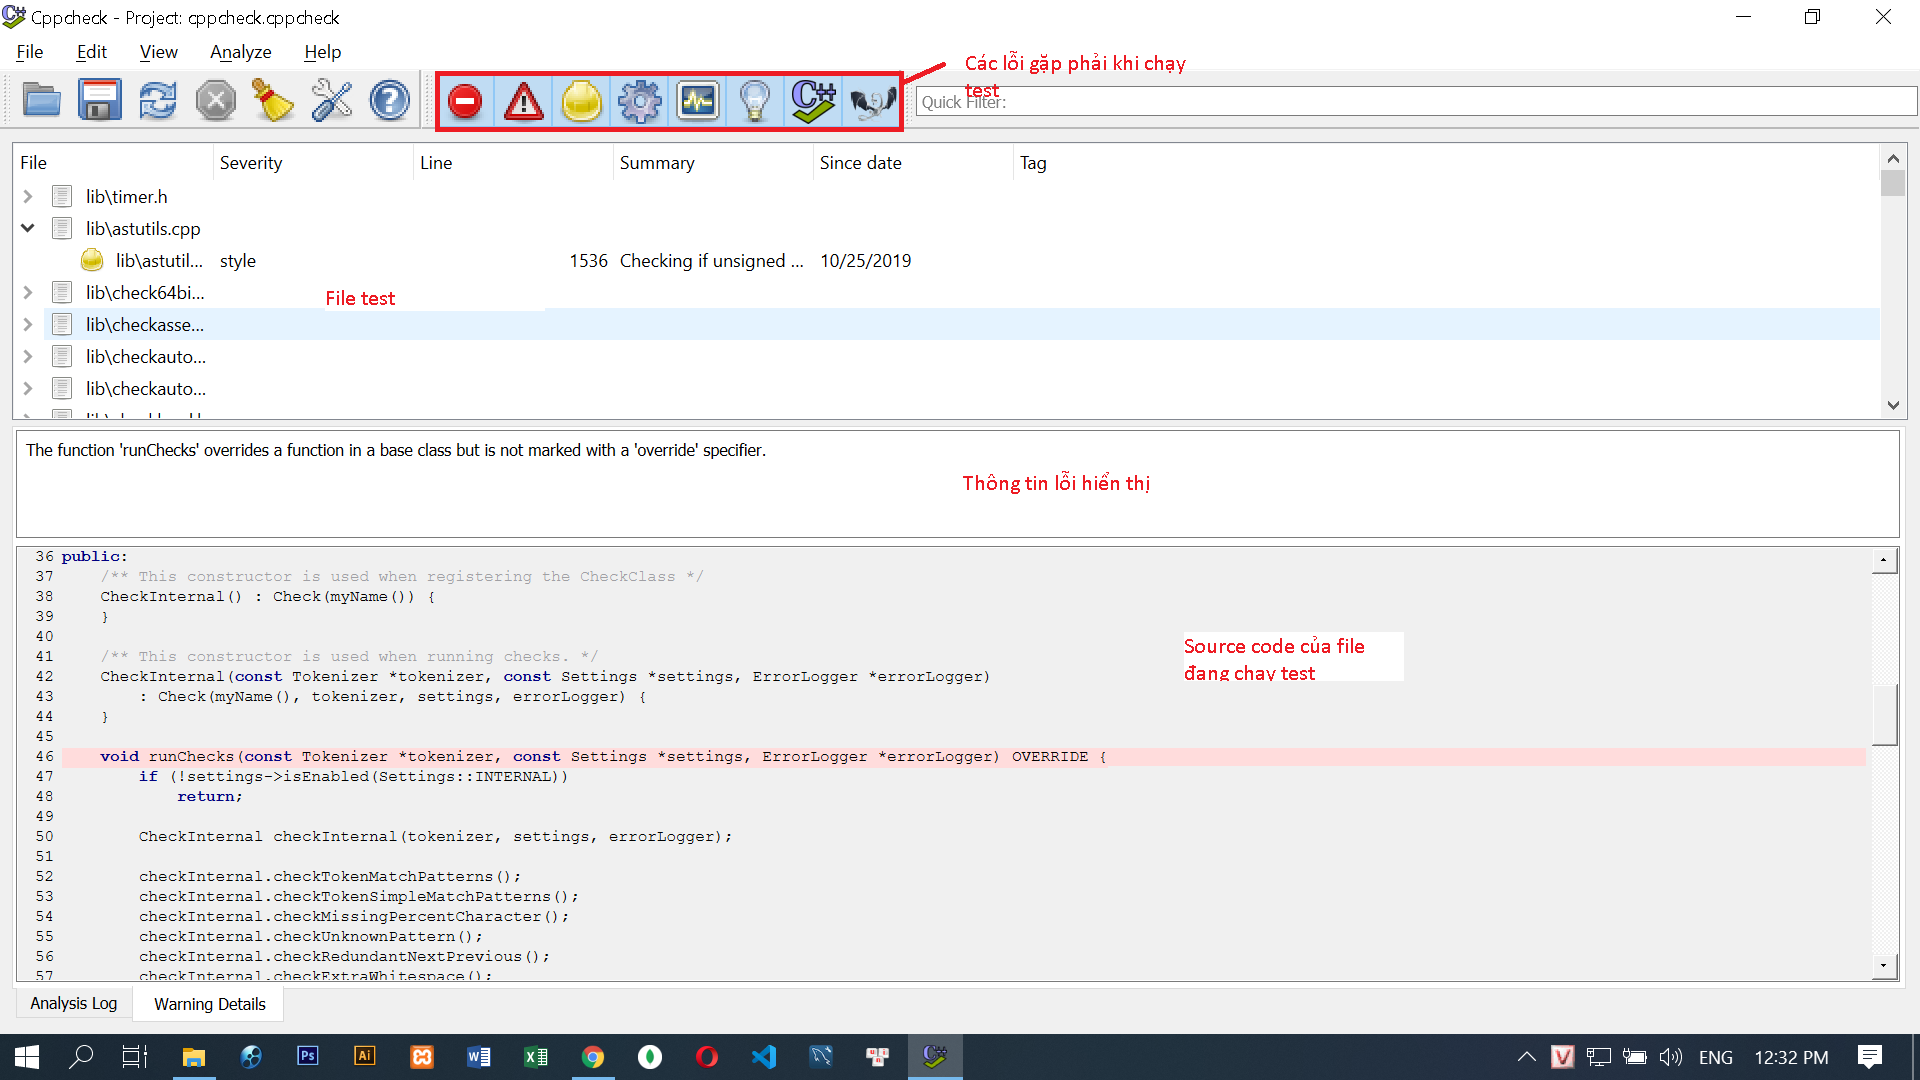 Cppcheck - Project: cppcheck.cppcheck
File Edit View Analyze Help
Các lỗi gặp phải khi chạy
test
Quick Filter:
File Severity Line Summary Since date Tag
lib\timer.h
lib\astutils.cpp
lib\astutil... style 1536 Checking if unsigned ... 10/25/2019
lib\check64bi...
File test
lib\checkasse...
lib\checkauto...
lib\checkauto...
The function 'runChecks' overrides a function in a base class but is not marked with a 'override' specifier.
Thông tin lỗi hiển thị
36 public:
37 /** This constructor is used when registering the CheckClass */
38 CheckInternal() : Check(myName()) {
39 }
40
41 /** This constructor is used when running checks. */
Source code của file
đang chạy test
42 CheckInternal(const Tokenizer *tokenizer, const Settings *settings, ErrorLogger *errorLogger)
43 : Check(myName(), tokenizer, settings, errorLogger) {
44 }
45
46 void runChecks(const Tokenizer *tokenizer, const Settings *settings, ErrorLogger *errorLogger) OVERRIDE {
47 if (!settings->isEnabled(Settings::INTERNAL))
48 return;
49
50 CheckInternal checkInternal(tokenizer, settings, errorLogger);
51
52 checkInternal.checkTokenMatchPatterns();
53 checkInternal.checkTokenSimpleMatchPatterns();
54 checkInternal.checkMissingPercentCharacter();
55 checkInternal.checkUnknownPattern();
56 checkInternal.checkRedundantNextPrevious();
57 checkInternal.checkExtraWhitespace();
Analysis Log Warning Details
ENG 12:32 PM